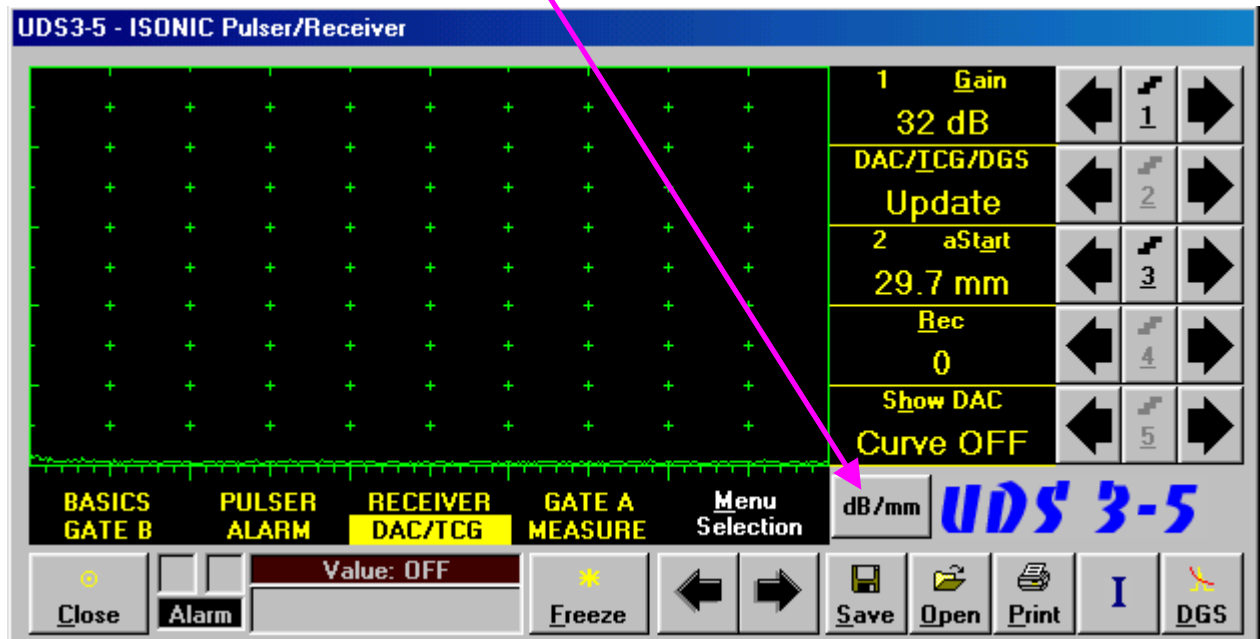 UDS3-5 - ISONIC Pulser/Receiver
1 Gain
32 dB
1
DAC/TCG/DGS
Update
2
2 aStart
29.7 mm
3
Rec
0
4
Show DAC
Curve OFF
5
BASICS PULSER RECEIVER GATE A Menu
GATE B ALARM DAC/TCG MEASURE Selection
dB/mm
UDS 3-5
Close
Alarm
Value: OFF
Freeze
Save
Open
Print
I
DGS